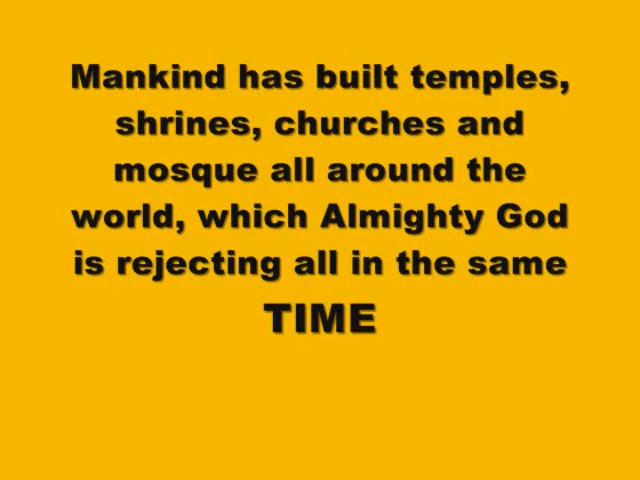 Mankind has built temples,
shrines, churches and
mosque all around the
world, which Almighty God
is rejecting all in the same
TIME